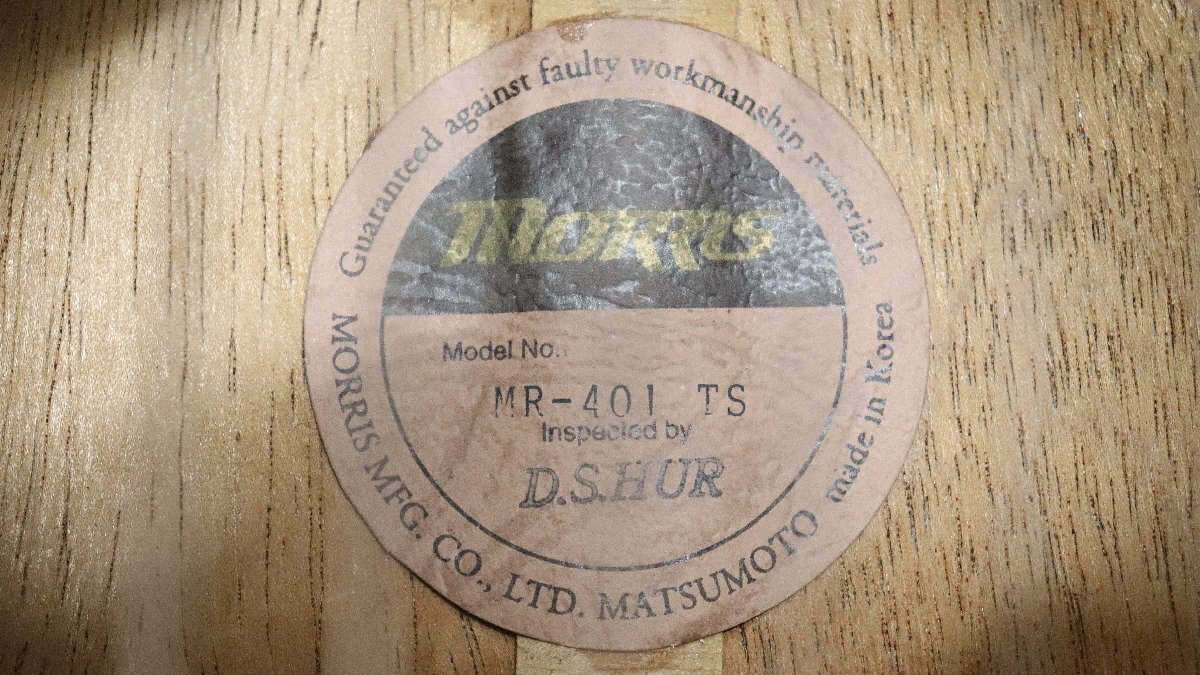 Guaranteed against faulty workmanship materials
MORRIS
Model No.
MR-401 TS
Inspected by
D.S.HUR
MORRIS MFG. CO., LTD. MATSUMOTO made in Korea